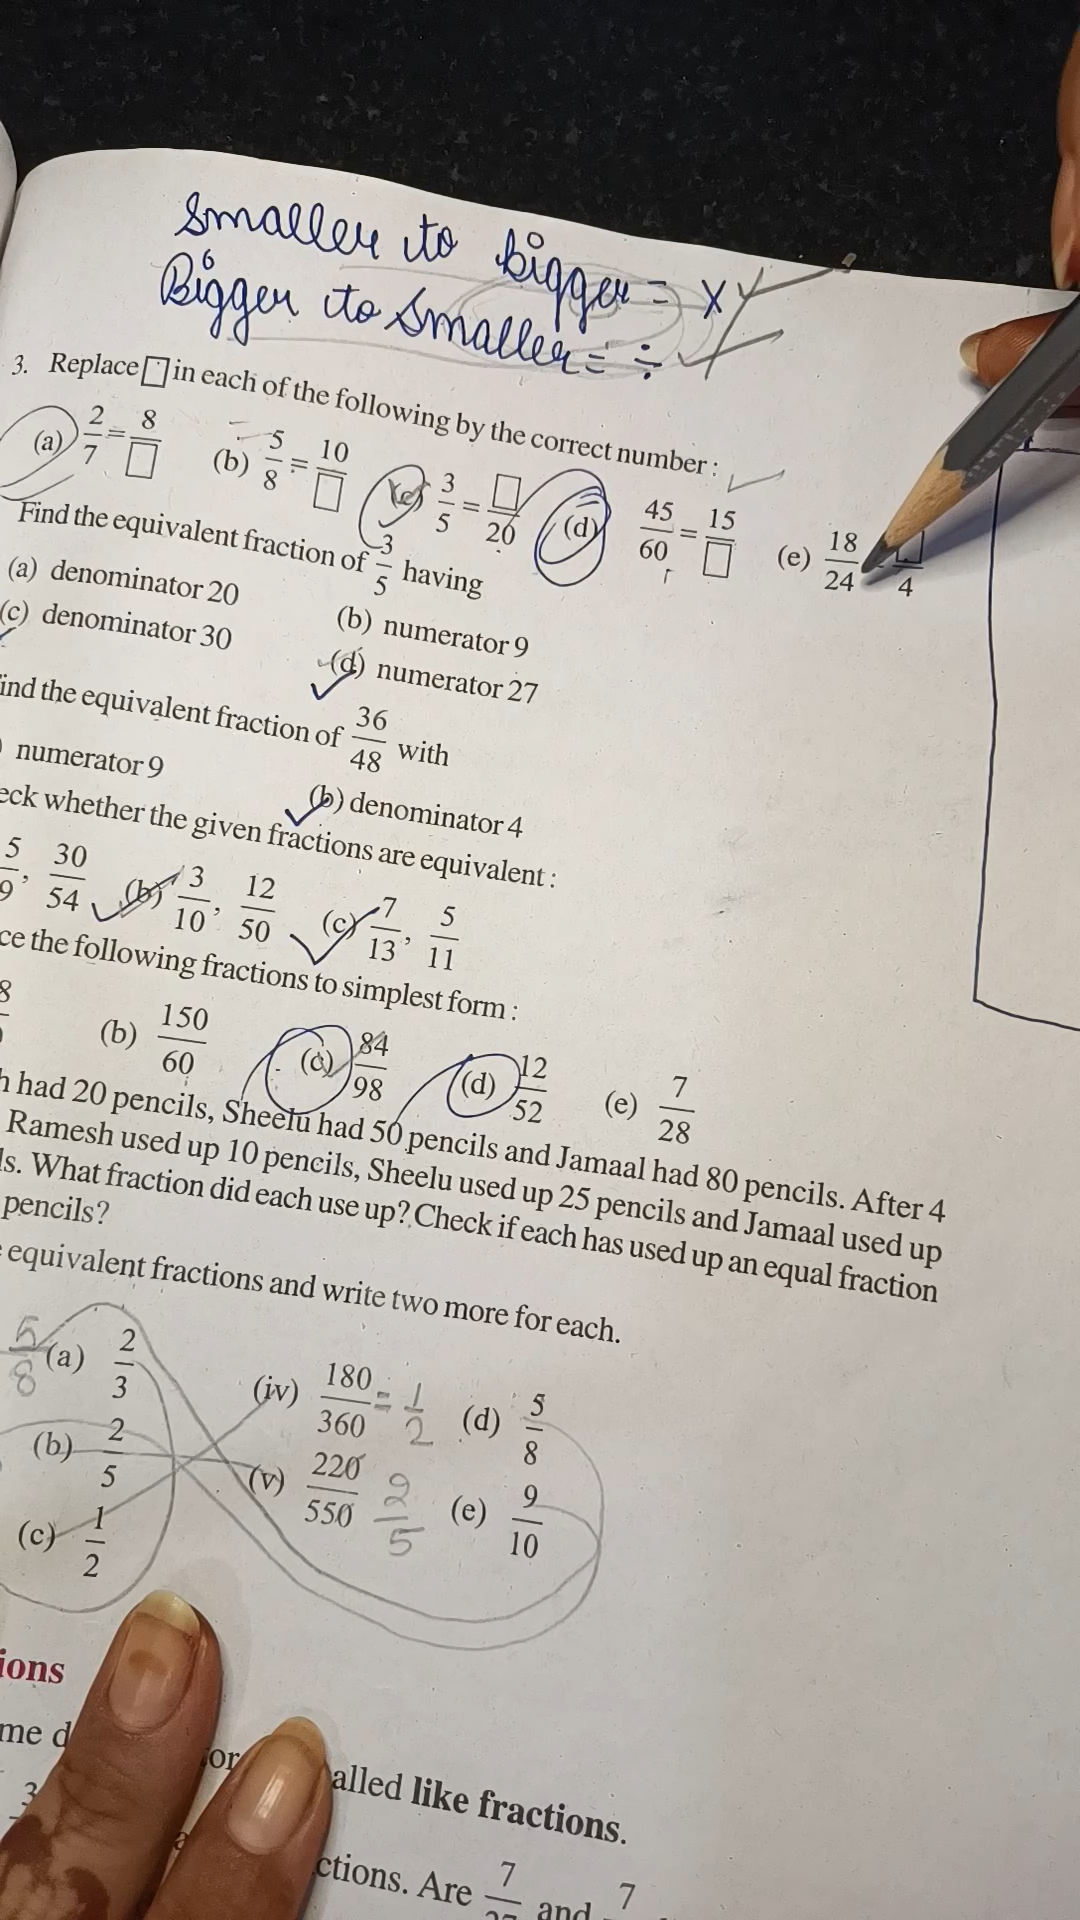 Smaller to bigger = x
Bigger to smaller = ÷
3. Replace □ in each of the following by the correct number :
(a) 2/7 = 8/□ (b) 5/8 = 10/□ (c) 3/5 = □/20 (d) 45/60 = 15/□ (e) 18/24 = □/4
Find the equivalent fraction of 3/5 having
(a) denominator 20 (b) numerator 9
(c) denominator 30 (d) numerator 27
ind the equivalent fraction of 36/48 with
numerator 9 (b) denominator 4
eck whether the given fractions are equivalent :
5/9, 30/54 (b) 3/10, 12/50 (c) 7/13, 5/11
ce the following fractions to simplest form :
8 (b) 150/60 (c) 84/98 (d) 12/52 (e) 7/28
h had 20 pencils, Sheelu had 50 pencils and Jamaal had 80 pencils. After 4
Ramesh used up 10 pencils, Sheelu used up 25 pencils and Jamaal used up
ls. What fraction did each use up? Check if each has used up an equal fraction
pencils?
equivalent fractions and write two more for each.
5/8 (a) 2/3 (iv) 180/360 = 1/2 (d) 5/8
(b) 2/5 (v) 220/550 2/5 (e) 9/10
(c) 1/2
ions
me d or alled like fractions.
3
ctions. Are 7 and 7